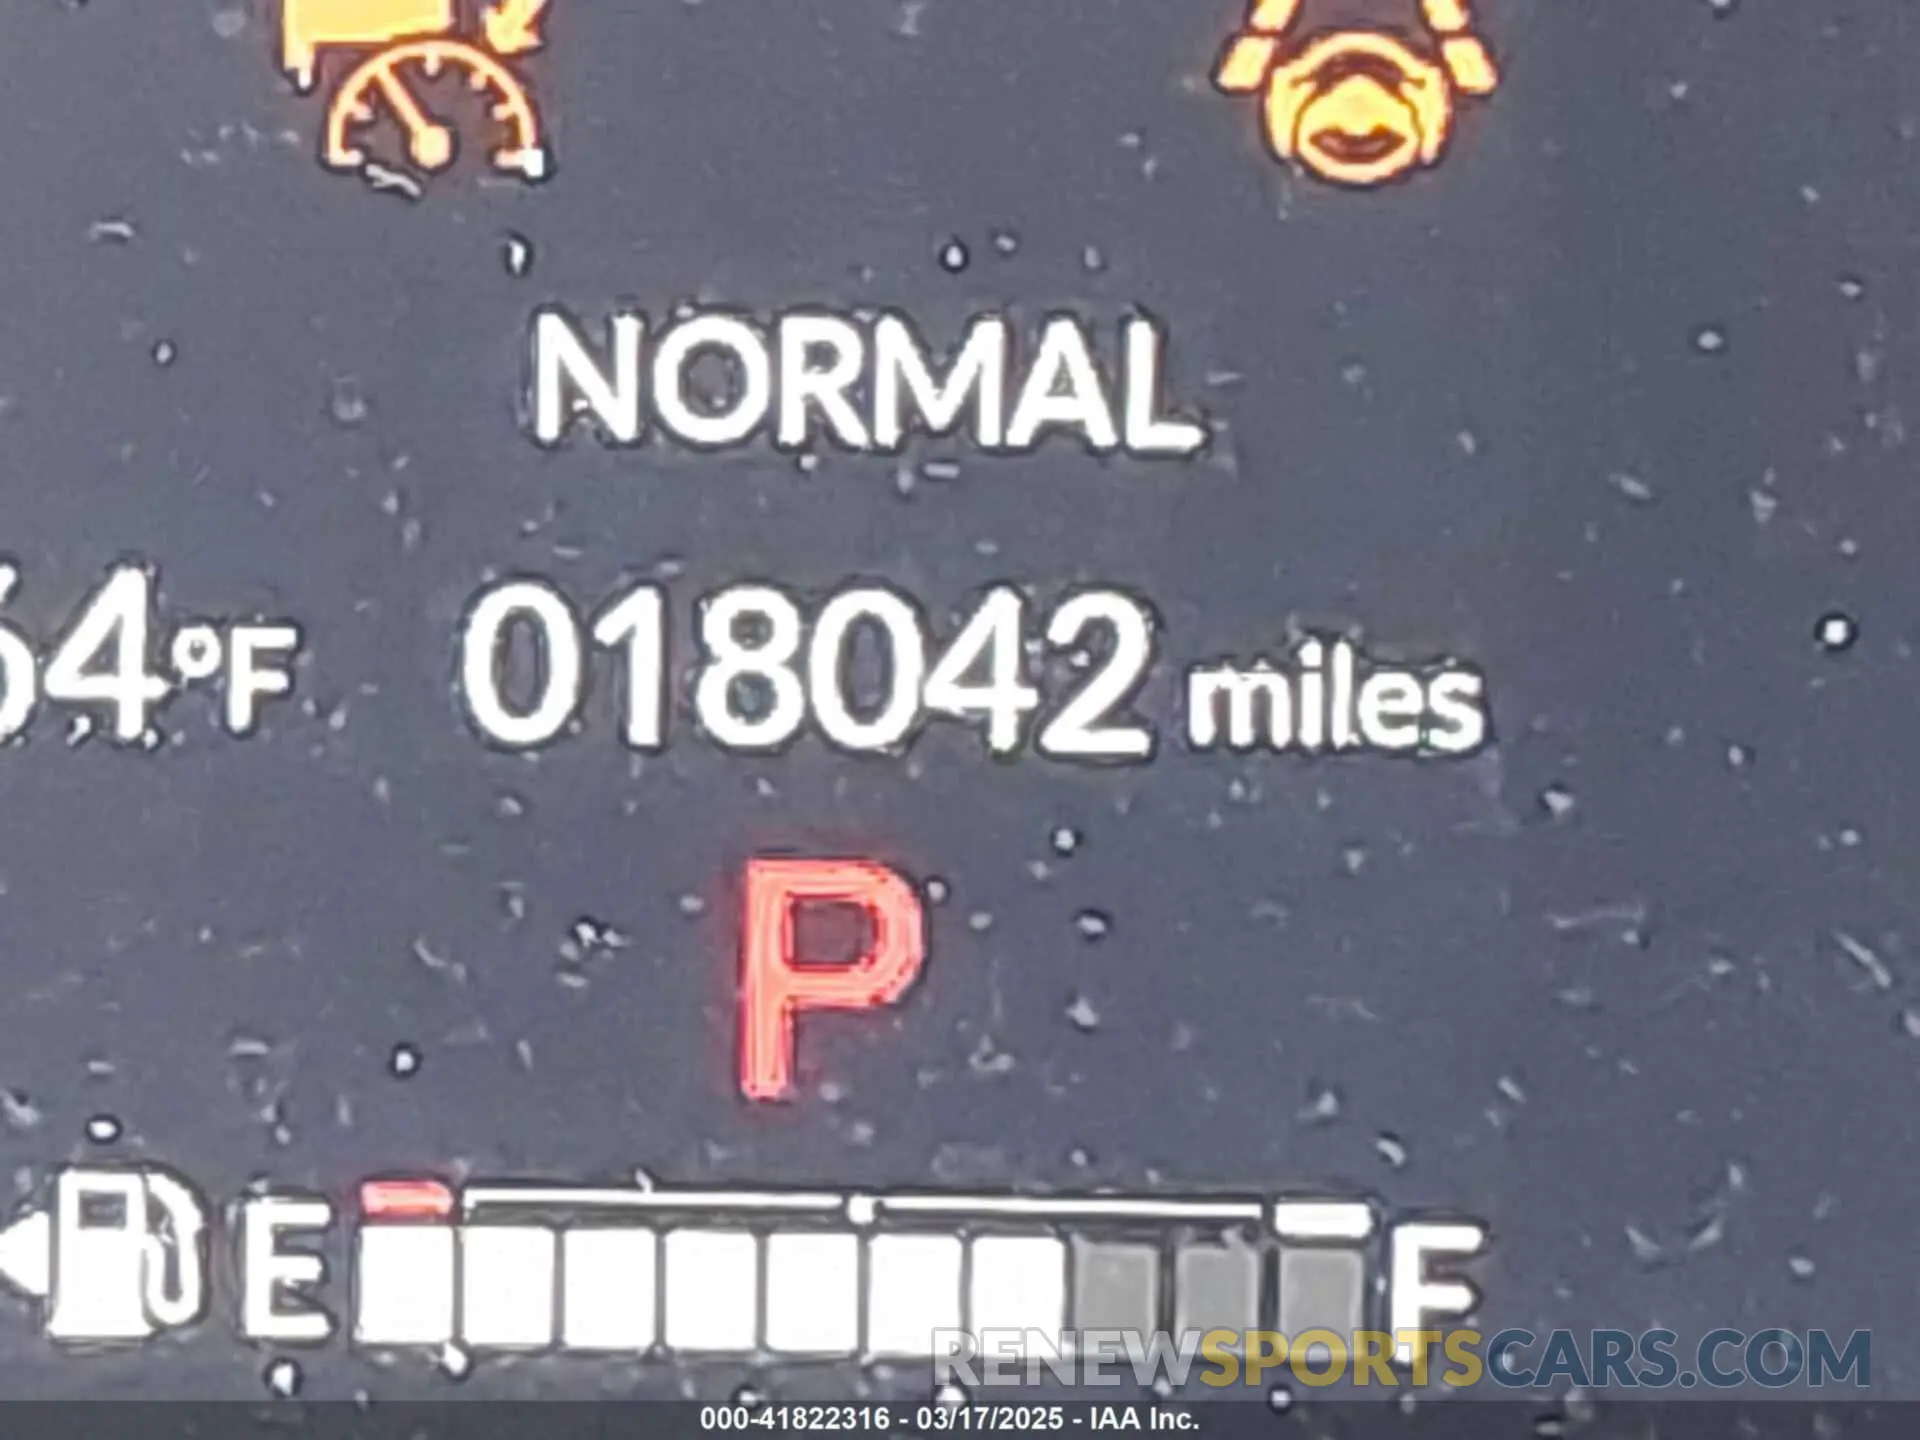 NORMAL
64°F 018042 miles
P
E F
RENEWSPORTSCARS.COM
000-41822316 - 03/17/2025 - IAA Inc.